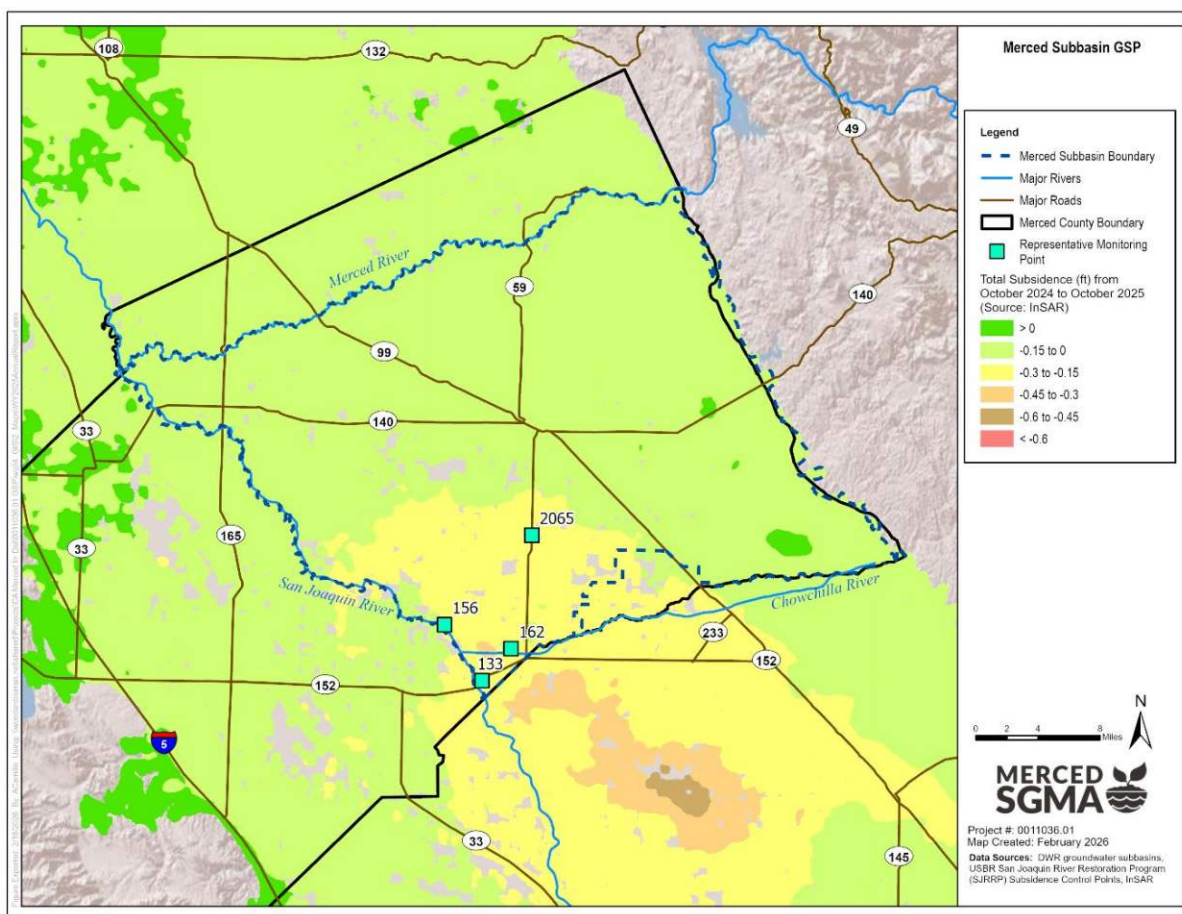 Merced Subbasin GSP
Legend
Merced Subbasin Boundary
Major Rivers
Major Roads
Merced County Boundary
Representative Monitoring
Point
Total Subsidence (ft) from
October 2024 to October 2025
(Source: InSAR)
> 0
-0.15 to 0
-0.3 to -0.15
-0.45 to -0.3
-0.6 to -0.45
< -0.6
108
132
49
Merced River
59
140
99
33
140
165
33
2065
San Joaquin River
156
162
133
Chowchilla River
233
152
152
5
33
145
N
0 2 4 8
Miles
MERCED
SGMA
Project #: 0011036.01
Map Created: February 2026
Data Sources: DWR groundwater subbasins,
USBR San Joaquin River Restoration Program
(SJRRP) Subsidence Control Points, InSAR